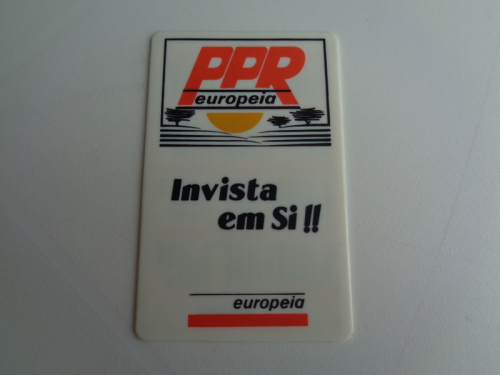 PPR
europeia
Invista
em Si !!
europeia